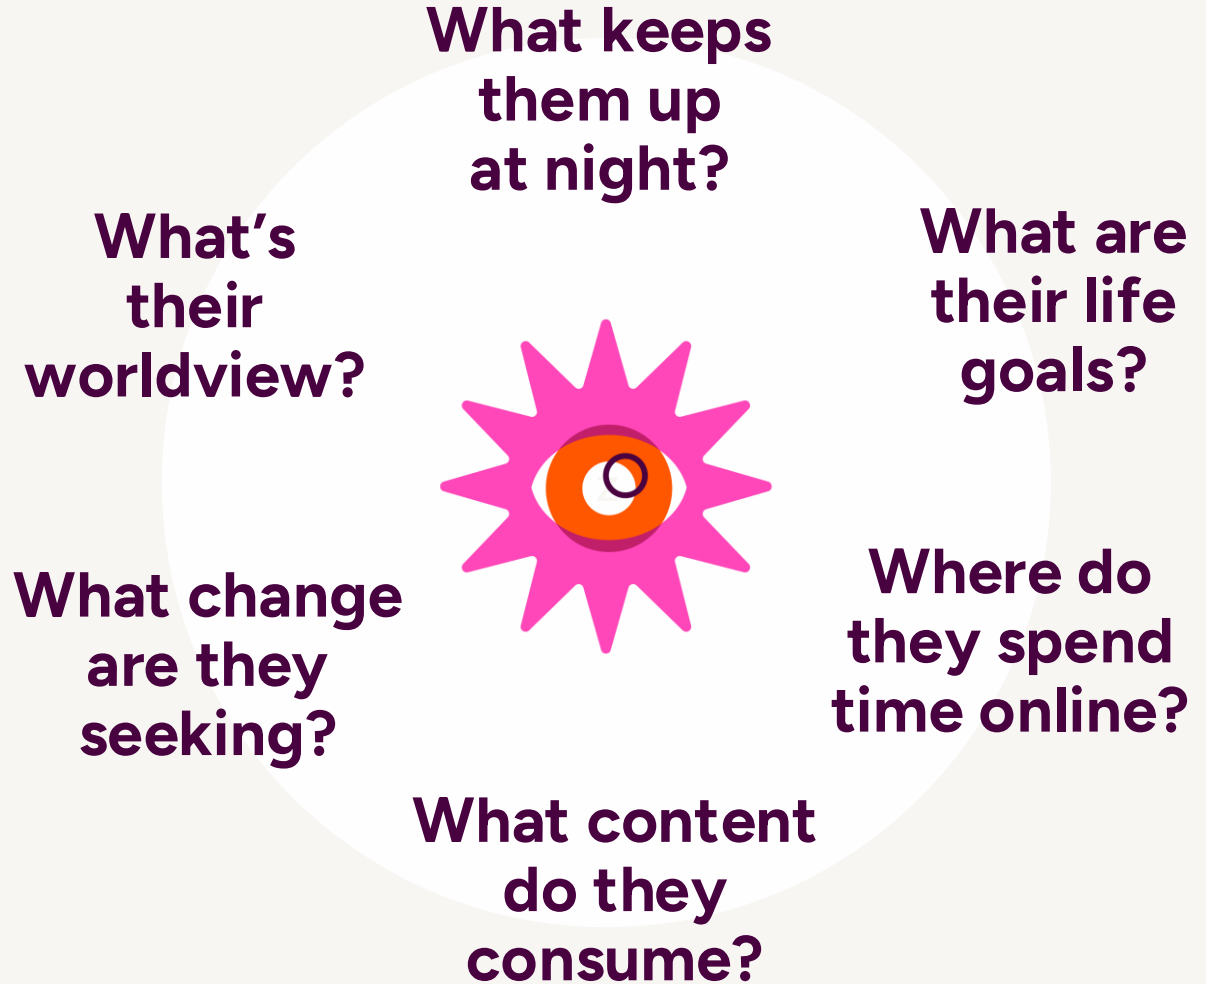 What keeps
them up
at night?
What are
their life
goals?
Where do
they spend
time online?
What content
do they
consume?
What change
are they
seeking?
What’s
their
worldview?